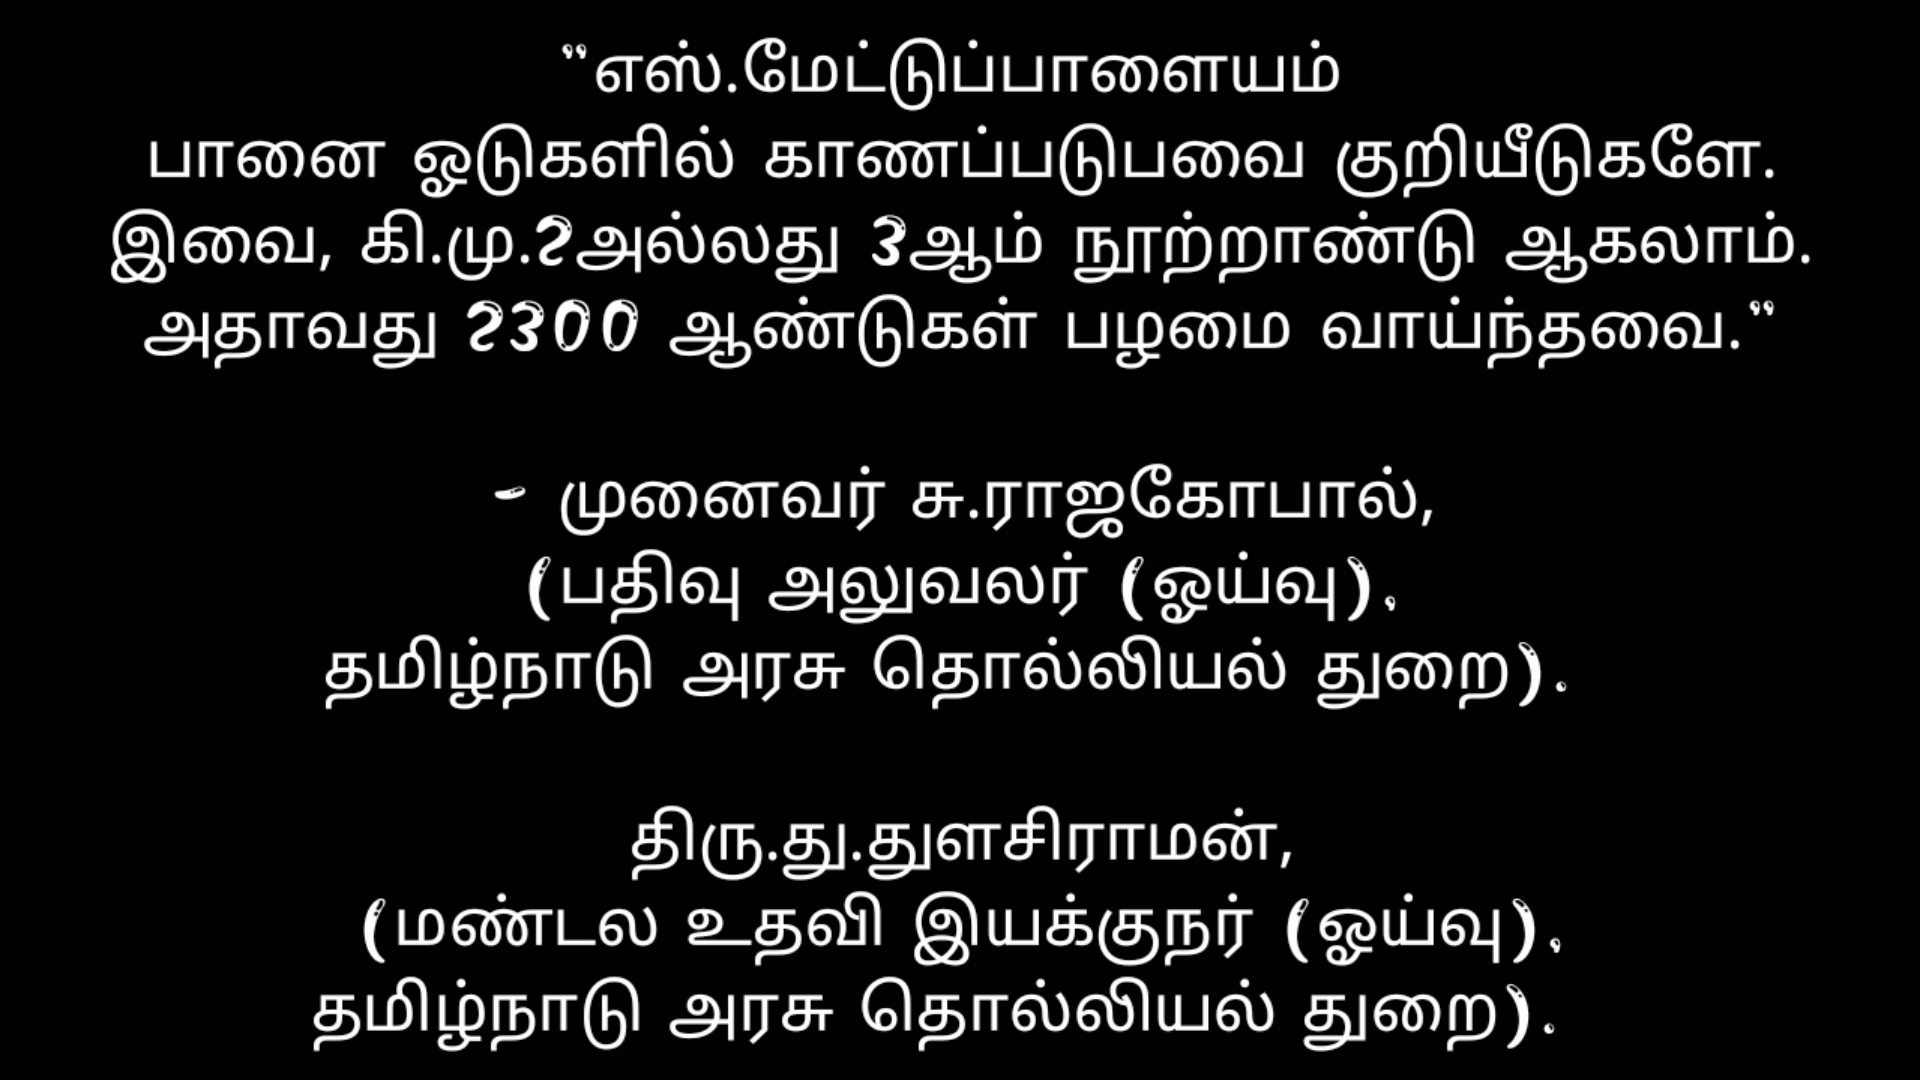 "எஸ்.மேட்டுப்பாளையம்
பானை ஓடுகளில் காணப்படுபவை குறியீடுகளே.
இவை, கி.மு.2அல்லது 3ஆம் நூற்றாண்டு ஆகலாம்.
அதாவது 2300 ஆண்டுகள் பழமை வாய்ந்தவை."
- முனைவர் சு.ராஜகோபால்,
(பதிவு அலுவலர் (ஓய்வு),
தமிழ்நாடு அரசு தொல்லியல் துறை).
திரு.து.துளசிராமன்,
(மண்டல உதவி இயக்குநர் (ஓய்வு),
தமிழ்நாடு அரசு தொல்லியல் துறை).